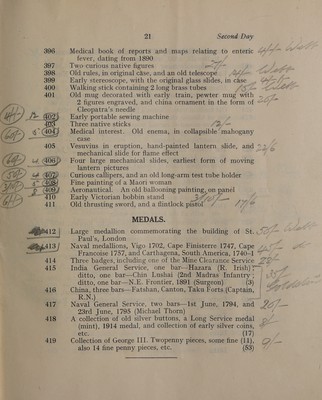 21 Second Day
396 Medical book of reports and maps relating to enteric
fever, dating from 1890
397 Two curious native figures
398 Old rules, in original case, and an old telescope
399 Early stereoscope, with the original glass slides, in case
400 Walking stick containing 2 long brass tubes
401 Old mug decorated with early train, pewter mug with
2 figures engraved, and china ornament in the form of
Cleopatra's needle
402 Early portable sewing machine
403 Three native sticks
404 Medical interest. Old enema, in collapsible mahogany
case
405 Vesuvius in eruption, hand-painted lantern slide, and
mechanical slide for flame effect
406 Four large mechanical slides, earliest form of moving
lantern pictures
407 Curious callipers, and an old long-arm test tube holder
408 Fine painting of a Maori woman
409 Aeronautical. An old ballooning painting, on panel
410 Early Victorian bobbin stand
411 Old thrusting sword, and a flintlock pistol
MEDALS.
412 Large medallion commemorating the building of St.
Paul's, London
413 Naval medallions, Vigo 1702, Cape Finisterre 1747, Cape
Francoise 1757, and Carthagena, South America, 1740-1
414 Three badges, including one of the Mine Clearance Service
415 India General Service, one bar—Hazara (R. Irish)
ditto, one bar—Chin Lushai (2nd Madras Infantry
ditto, one bar—N.E. Frontier, 1891 (Surgeon) (3)
416 China, three bars—Fatshan, Canton, Taku Forts (Captain,
R.N.)
417 Naval General Service, two bars—1st June, 1794, and
23rd June, 1795 (Michael Thorn)
418 A collection of old silver buttons, a Long Service medal
(mint), 1914 medal, and collection of early silver coins,
etc. (17)
419 Collection of George III. Twopenny pieces, some fine (11),
also 14 fine penny pieces, etc. (53)